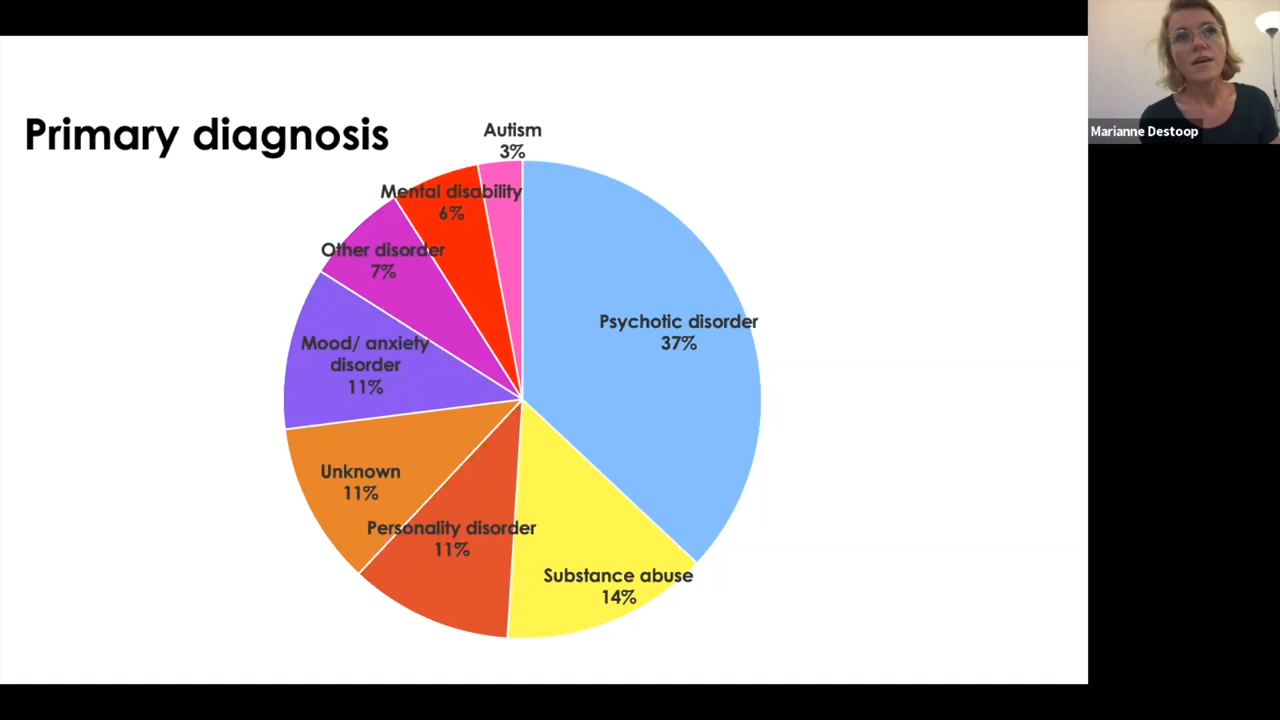 Primary diagnosis
Autism
3%
Mental disability
6%
Other disorder
7%
Mood/ anxiety
disorder
11%
Unknown
11%
Personality disorder
11%
Substance abuse
14%
Psychotic disorder
37%
Marianne Destoop